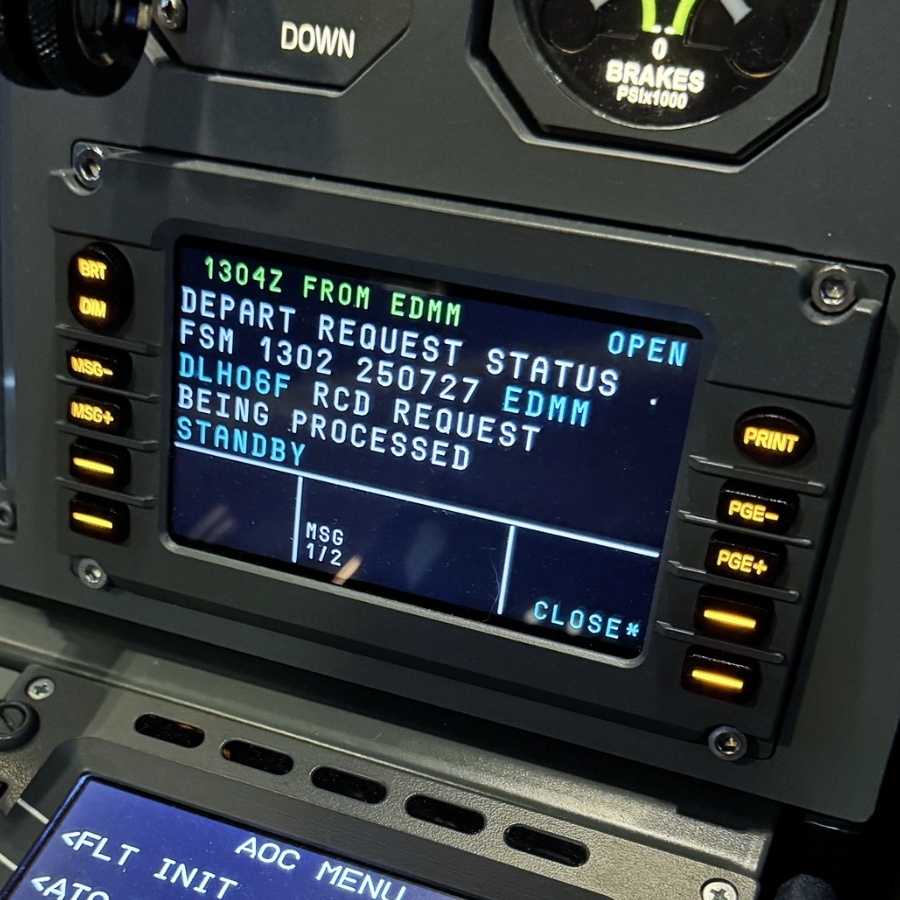 DOWN
0
BRAKES
PSIx1000
BRT
DIM
MSG-
MSG+
1304Z FROM EDMM
OPEN
DEPART REQUEST STATUS
FSM 1302 250727 EDMM
DLH06F RCD REQUEST
BEING PROCESSED
STANDBY
MSG
1/2
CLOSE*
PRINT
PGE-
PGE+
AOC MENU
<FLT INIT